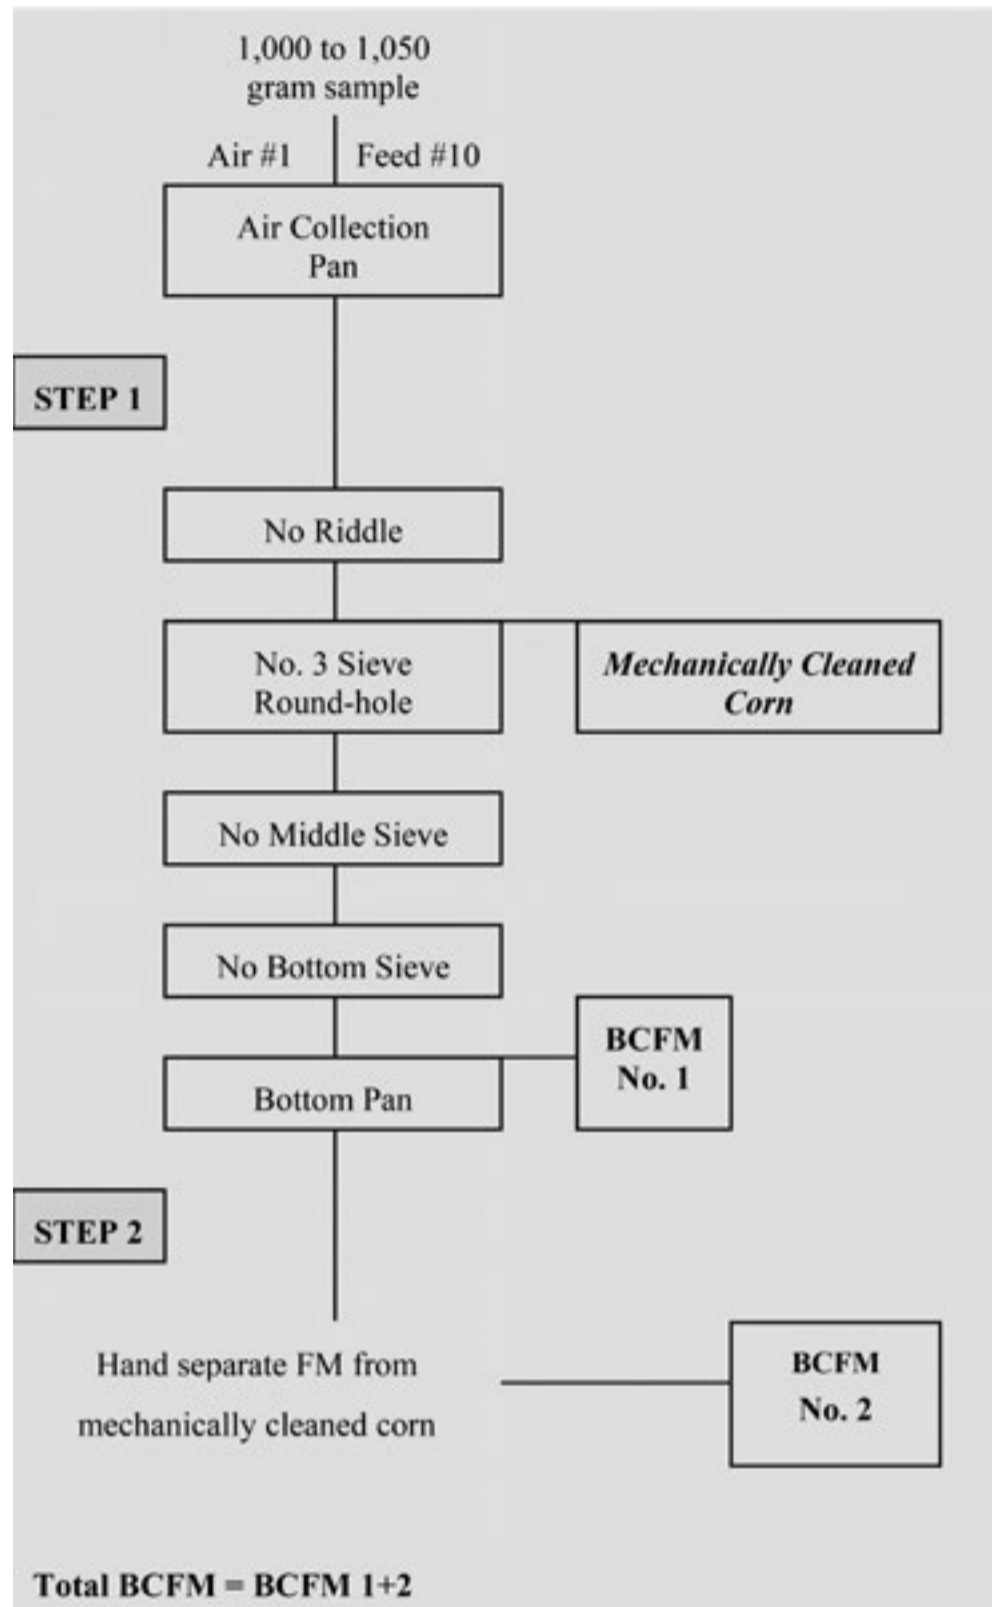 1,000 to 1,050
gram sample
Air #1
Feed #10
Air Collection
Pan
STEP 1
No Riddle
No. 3 Sieve
Round-hole
Mechanically Cleaned
Corn
No Middle Sieve
No Bottom Sieve
BCFM
No. 1
Bottom Pan
STEP 2
Hand separate FM from
mechanically cleaned corn
BCFM
No. 2
Total BCFM = BCFM 1+2